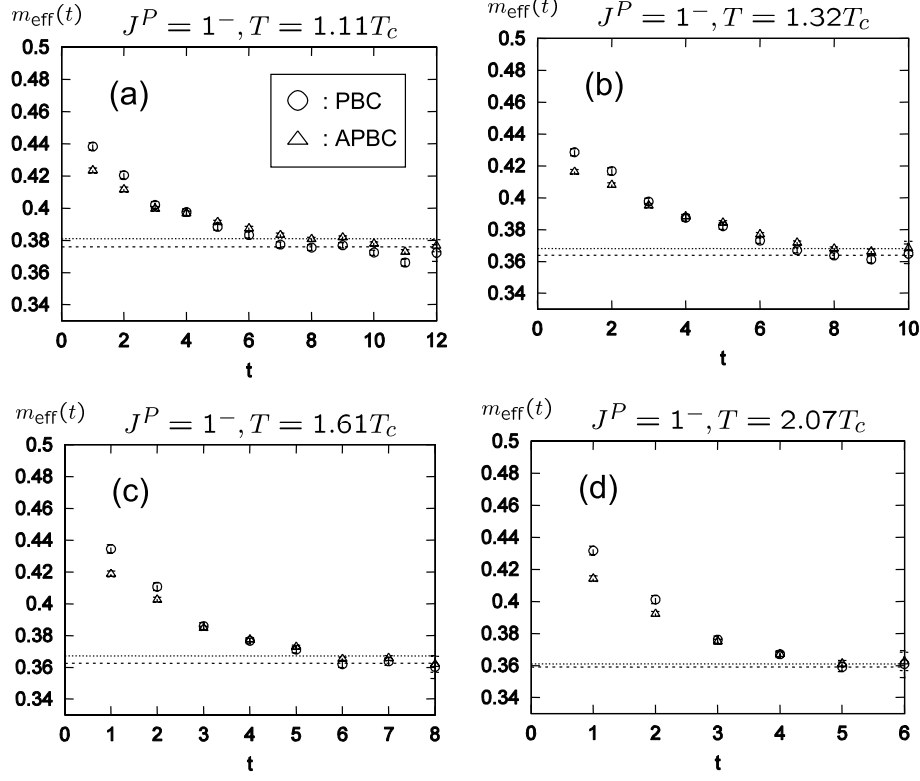 m_eff(t)
J^P = 1^-, T = 1.11T_c
0.5
0.48
0.46
0.44
0.42
0.4
0.38
0.36
0.34
(a)
: PBC
: APBC
0 2 4 6 8 10 12
t
m_eff(t)
J^P = 1^-, T = 1.32T_c
0.5
0.48
0.46
0.44
0.42
0.4
0.38
0.36
0.34
(b)
0 2 4 6 8 10
t
m_eff(t)
J^P = 1^-, T = 1.61T_c
0.5
0.48
0.46
0.44
0.42
0.4
0.38
0.36
0.34
(c)
0 1 2 3 4 5 6 7 8
t
m_eff(t)
J^P = 1^-, T = 2.07T_c
0.5
0.48
0.46
0.44
0.42
0.4
0.38
0.36
0.34
(d)
0 1 2 3 4 5 6
t